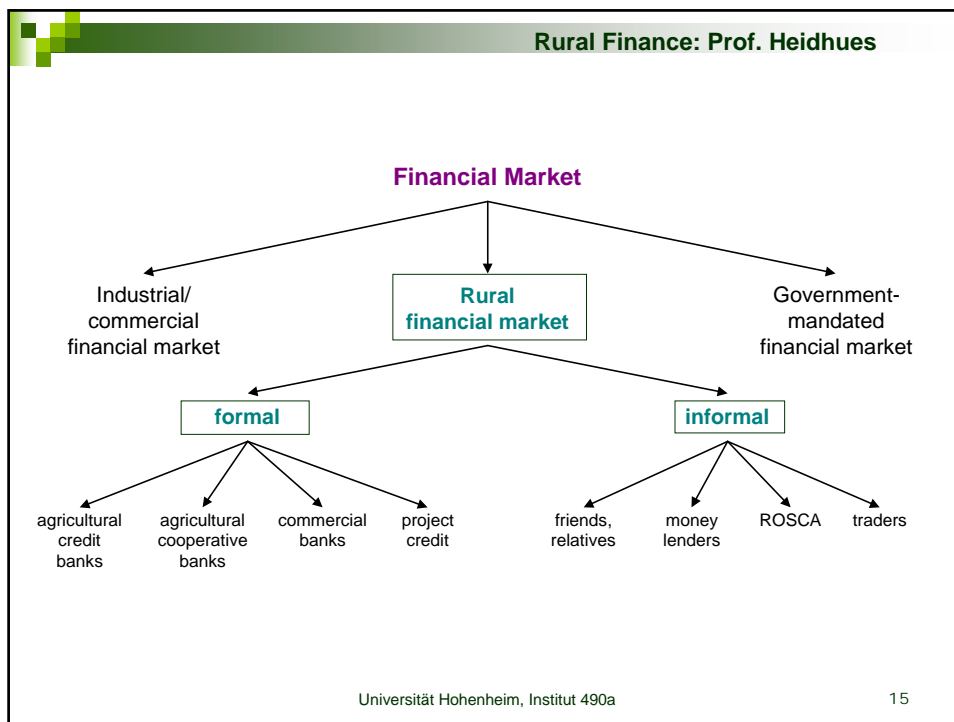 Rural Finance: Prof. Heidhues
Financial Market
Industrial/
commercial
financial market
Rural
financial market
Government-
mandated
financial market
formal
informal
agricultural
credit
banks
agricultural
cooperative
banks
commercial
banks
project
credit
friends,
relatives
money
lenders
ROSCA
traders
Universität Hohenheim, Institut 490a
15